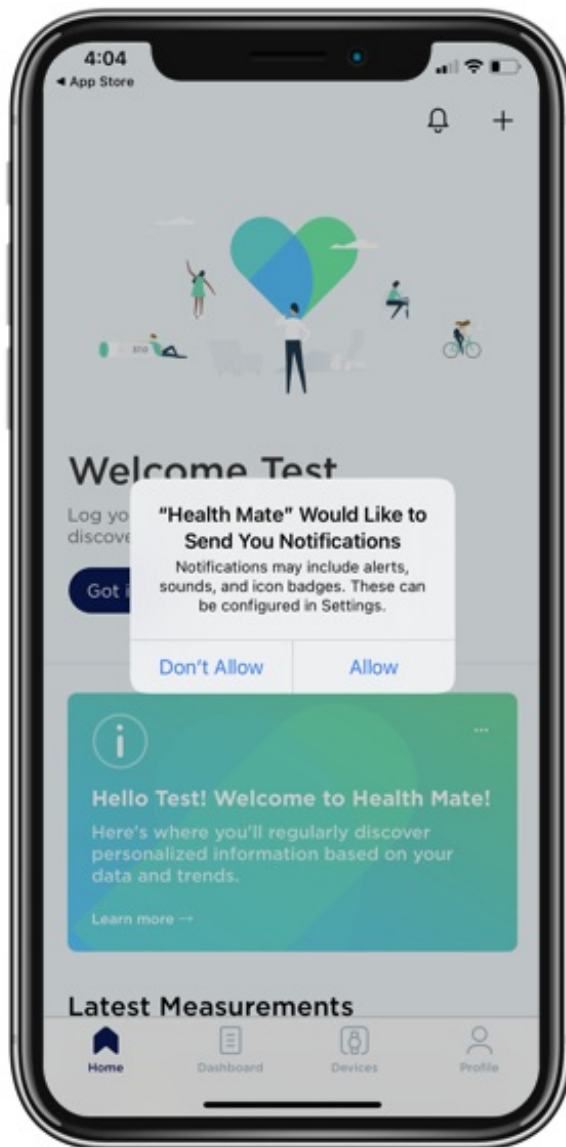 4:04
◀ App Store
Welcome Test
Log yo
discove
Got i
"Health Mate" Would Like to
Send You Notifications
Notifications may include alerts,
sounds, and icon badges. These can
be configured in Settings.
Don't Allow
Allow
Hello Test! Welcome to Health Mate!
Here's where you'll regularly discover
personalized information based on your
data and trends.
Learn more →
Latest Measurements
Home
Dashboard
Devices
Profile